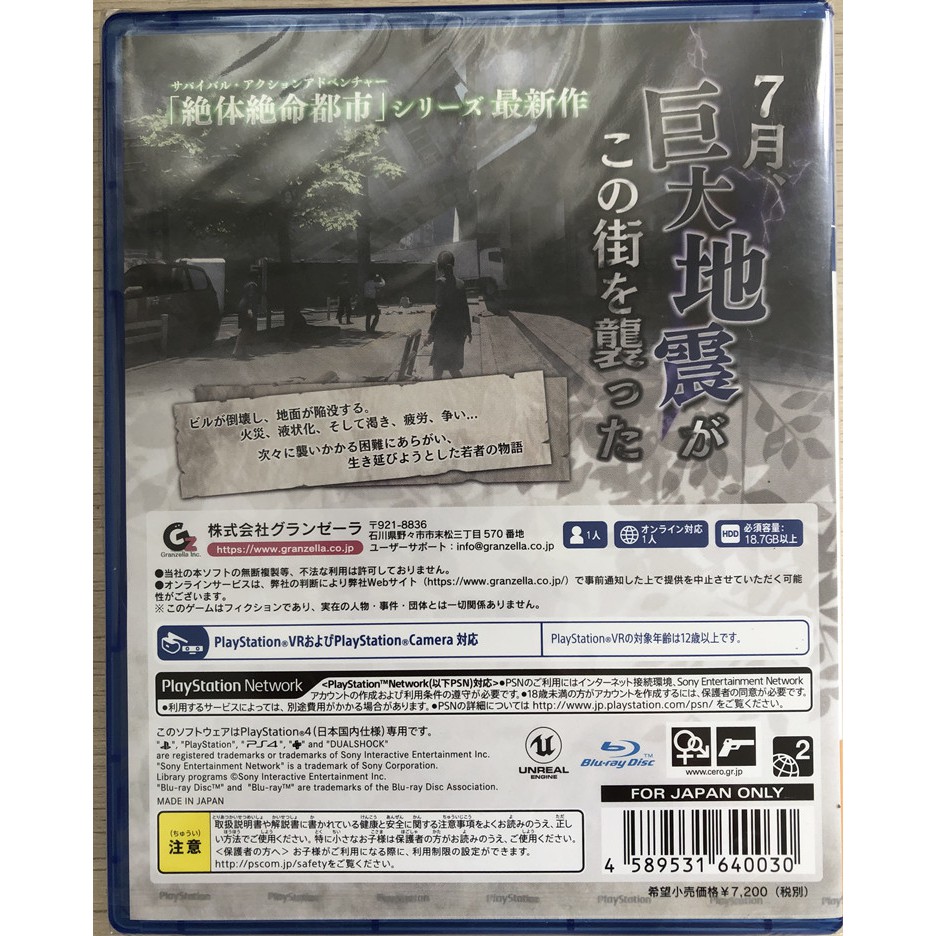 サバイバル・アクションアドベンチャー
「絶体絶命都市」シリーズ 最新作
7月、
巨大地震が
この街を襲った
ビルが倒壊し、地面が陥没する。
火災、液状化、そして渇き、疲労、争い…
次々に襲いかかる困難にあらがい、
生き延びようとした若者の物語
Granzella Inc.
株式会社グランゼーラ
https://www.granzella.co.jp
〒921-8836
石川県野々市市末松三丁目570番地
ユーザーサポート：info@granzella.co.jp
1人
オンライン対応
1人
HDD
必須容量：
18.7GB以上
●当社の本ソフトの無断複製等、不法な利用は許可しておりません。
●オンラインサービスは、弊社の判断により弊社Webサイト（https://www.granzella.co.jp/）で事前通知した上で提供を中止させていただく可能
性がございます。
※ このゲームはフィクションであり、実在の人物・事件・団体とは一切関係ありません。
PlayStation®VRおよびPlayStation®Camera 対応
PlayStation®VRの対象年齢は12歳以上です。
PlayStation Network
<PlayStation™Network(以下PSN)対応>●PSNのご利用にはインターネット接続環境、Sony Entertainment Network
アカウントの作成および利用条件の遵守が必要です。●18歳未満の方がアカウントを作成するには、保護者の同意が必要です。
●利用するサービスによっては、別途費用がかかる場合があります。●PSNの詳細については http://www.jp.playstation.com/psn/ をご覧ください。
このソフトウェアはPlayStation®4（日本国内仕様）専用です。
" ", "PlayStation", "PS4", " " and "DUALSHOCK"
are registered trademarks or trademarks of Sony Interactive Entertainment Inc.
"Sony Entertainment Network" is a trademark of Sony Corporation.
Library programs ©Sony Interactive Entertainment Inc.
"Blu-ray Disc™" and "Blu-ray™" are trademarks of the Blu-ray Disc Association.
MADE IN JAPAN
UNREAL
ENGINE
Blu-ray Disc™
www.cero.gr.jp
2
FOR JAPAN ONLY
（ちゅうい）
注意
取扱説明書や解説書に書かれている健康と安全に関する注意事項をよくお読みのうえ、正し
い方法でご使用ください。特に小さなお子様は保護者の方がお読みのうえ、ご使用ください。
＜保護者の方へ＞ お子様がご利用になる際に、利用制限の設定ができます。
http://pscom.jp/safetyをご覧ください。
4 589531 640030
希望小売価格￥7,200（税別）
PlayStation PlayStation PlayStation PlayStation PlayStation